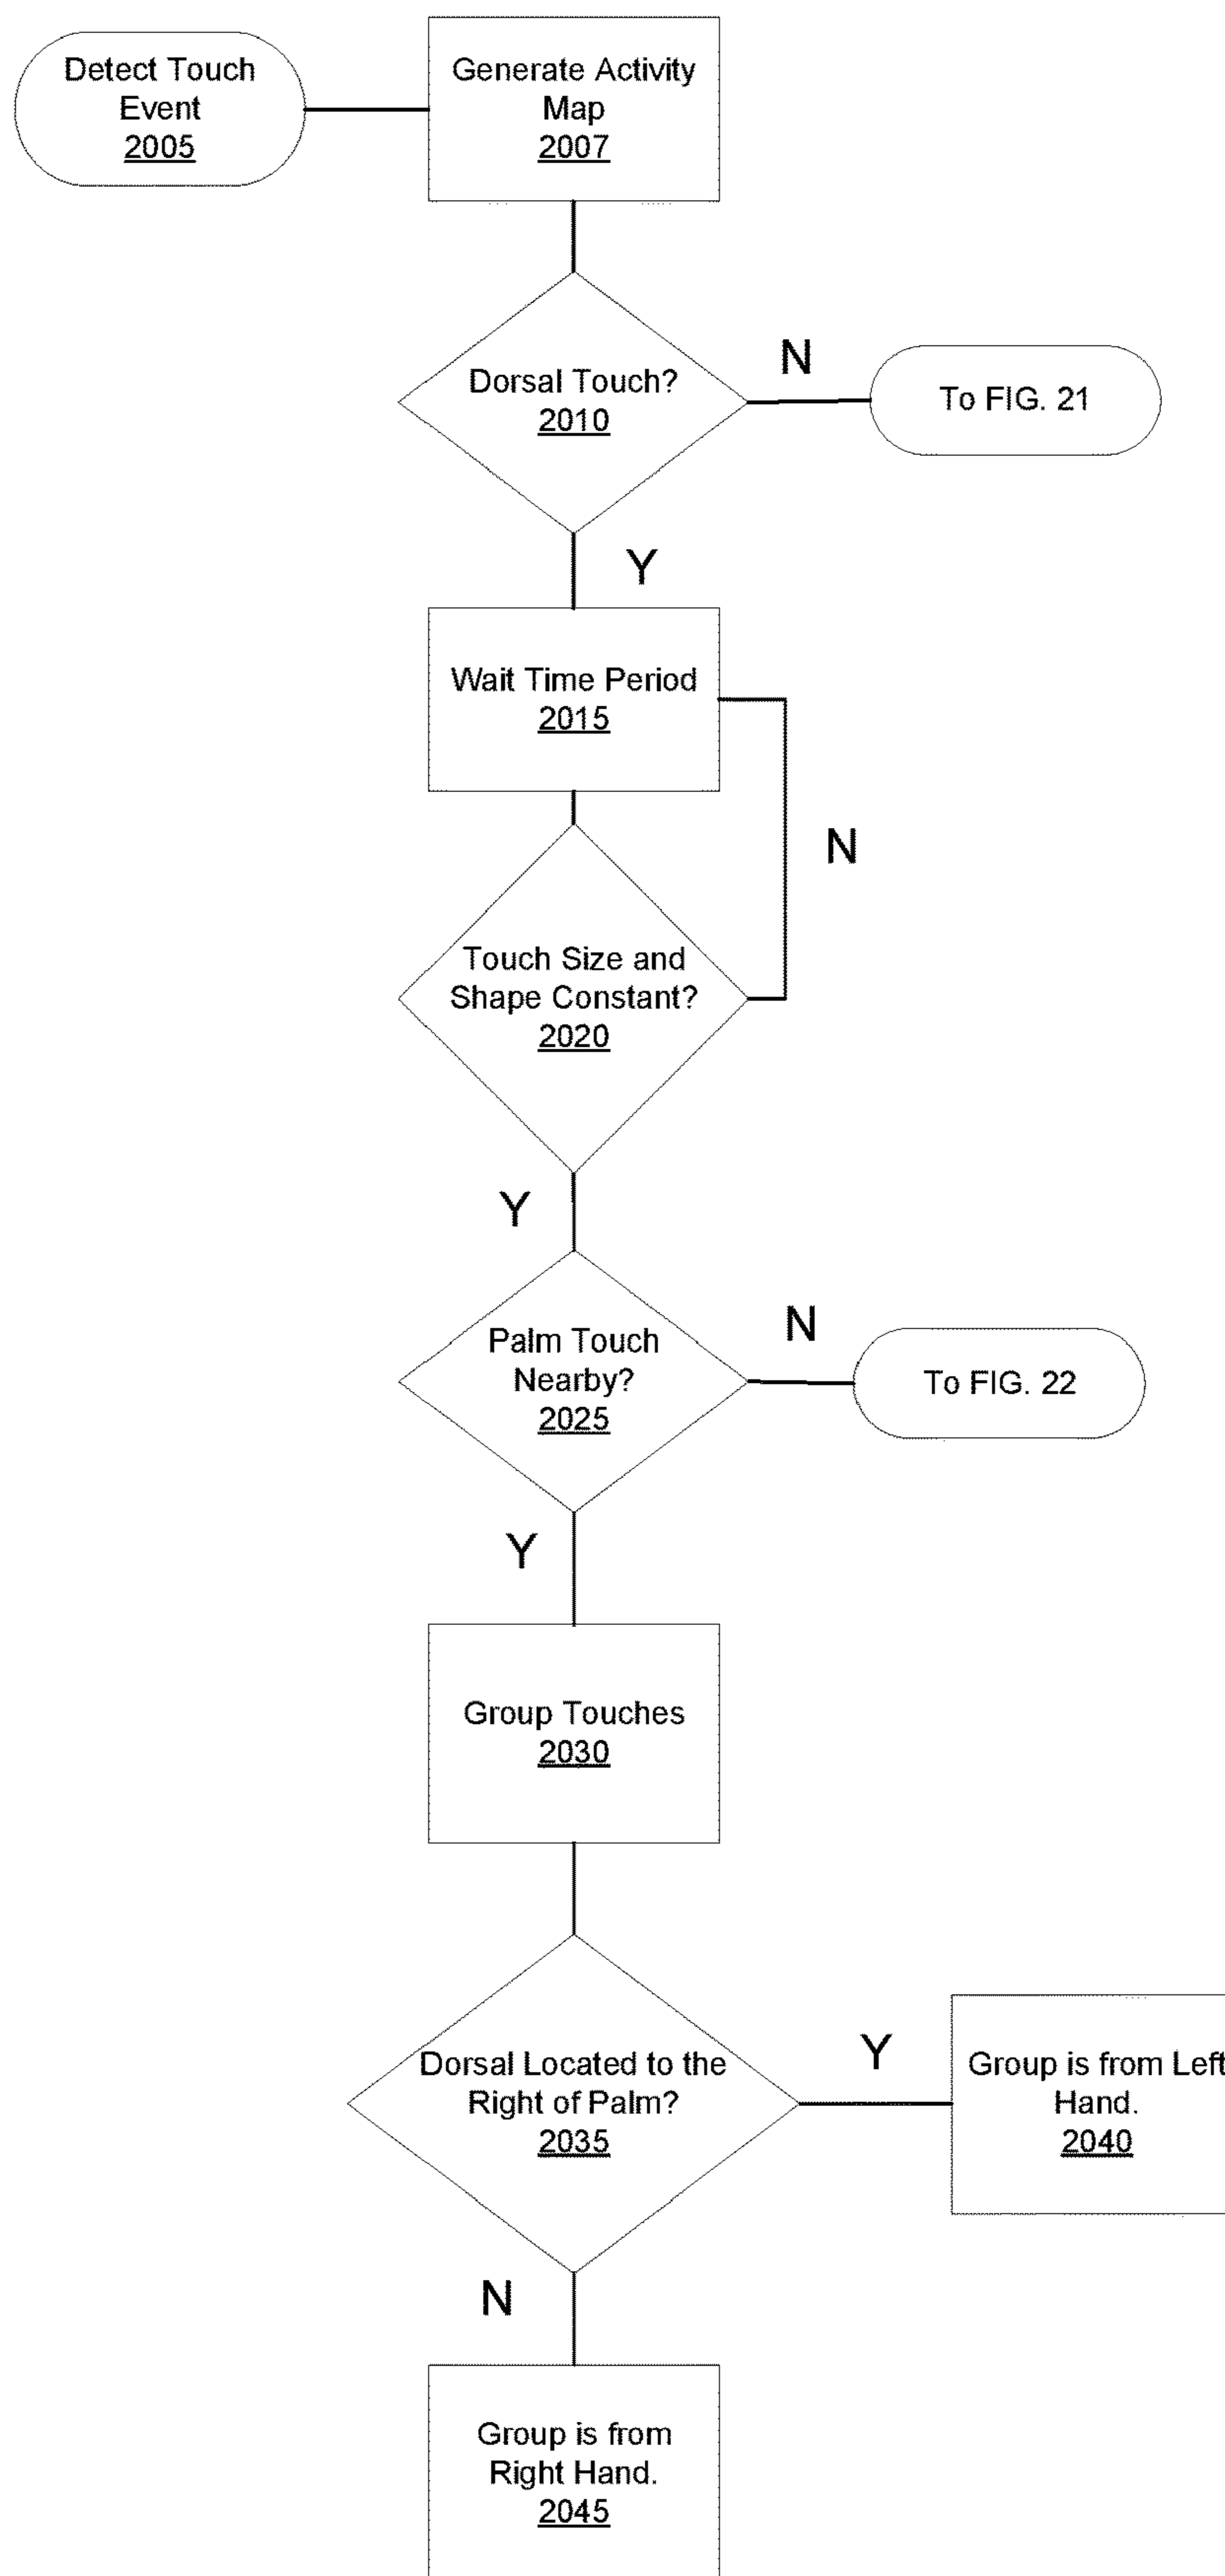 Detect Touch
Event
2005
Generate Activity
Map
2007
Dorsal Touch?
2010
N
To FIG. 21
Y
Wait Time Period
2015
N
Touch Size and
Shape Constant?
2020
Y
Palm Touch
Nearby?
2025
N
To FIG. 22
Y
Group Touches
2030
Dorsal Located to the
Right of Palm?
2035
Y
Group is from Left
Hand.
2040
N
Group is from
Right Hand.
2045